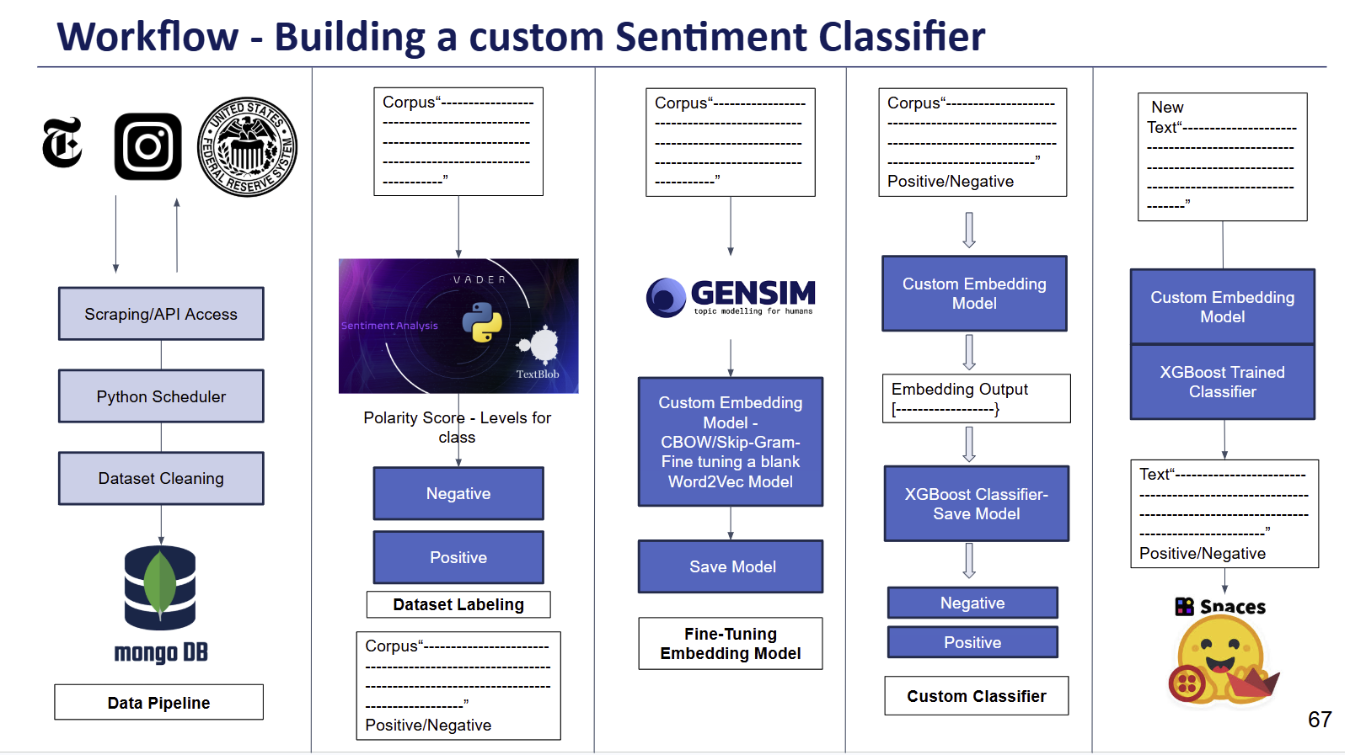 Workflow - Building a custom Sentiment Classifier
UNITED STATES
FEDERAL RESERVE SYSTEM
Scraping/API Access
Python Scheduler
Dataset Cleaning
mongo DB
Data Pipeline
Corpus“-----------------
---------------------------
---------------------------
---------------------------
-----------”
VADER
Sentiment Analysis
TextBlob
Polarity Score - Levels for
class
Negative
Positive
Dataset Labeling
Corpus“-----------------------
----------------------------------
----------------------------------
------------------”
Positive/Negative
Corpus“-----------------
---------------------------
---------------------------
---------------------------
-----------”
GENSIM
topic modelling for humans
Custom Embedding
Model -
CBOW/Skip-Gram-
Fine tuning a blank
Word2Vec Model
Save Model
Fine-Tuning
Embedding Model
Corpus“--------------------
-------------------------------
-------------------------------
---------------------------”
Positive/Negative
Custom Embedding
Model
Embedding Output
[------------------}
XGBoost Classifier-
Save Model
Negative
Positive
Custom Classifier
New
Text“---------------------
---------------------------
---------------------------
---------------------------
-------”
Custom Embedding
Model
XGBoost Trained
Classifier
Text“------------------------
-------------------------------
-------------------------------
-----------------------”
Positive/Negative
Spaces
67